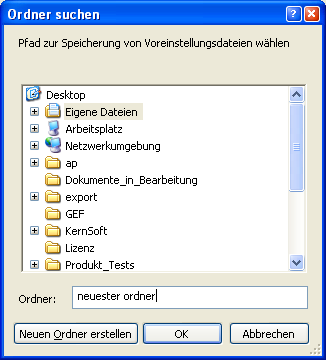 Ordner suchen
Pfad zur Speicherung von Voreinstellungsdateien wählen
Desktop
Eigene Dateien
Arbeitsplatz
Netzwerkumgebung
ap
Dokumente_in_Bearbeitung
export
GEF
KernSoft
Lizenz
Produkt_Tests
Ordner: neuester ordner
Neuen Ordner erstellen OK Abbrechen